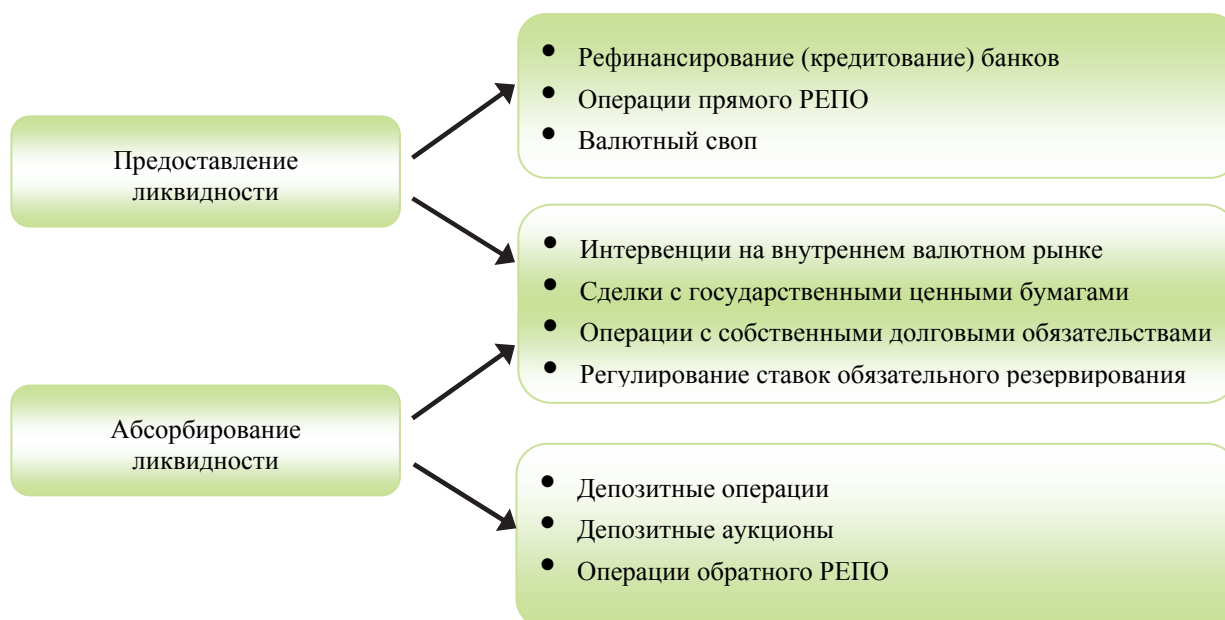 Предоставление
ликвидности
• Рефинансирование (кредитование) банков
• Операции прямого РЕПО
• Валютный своп
• Интервенции на внутреннем валютном рынке
• Сделки с государственными ценными бумагами
• Операции с собственными долговыми обязательствами
• Регулирование ставок обязательного резервирования
Абсорбирование
ликвидности
• Депозитные операции
• Депозитные аукционы
• Операции обратного РЕПО